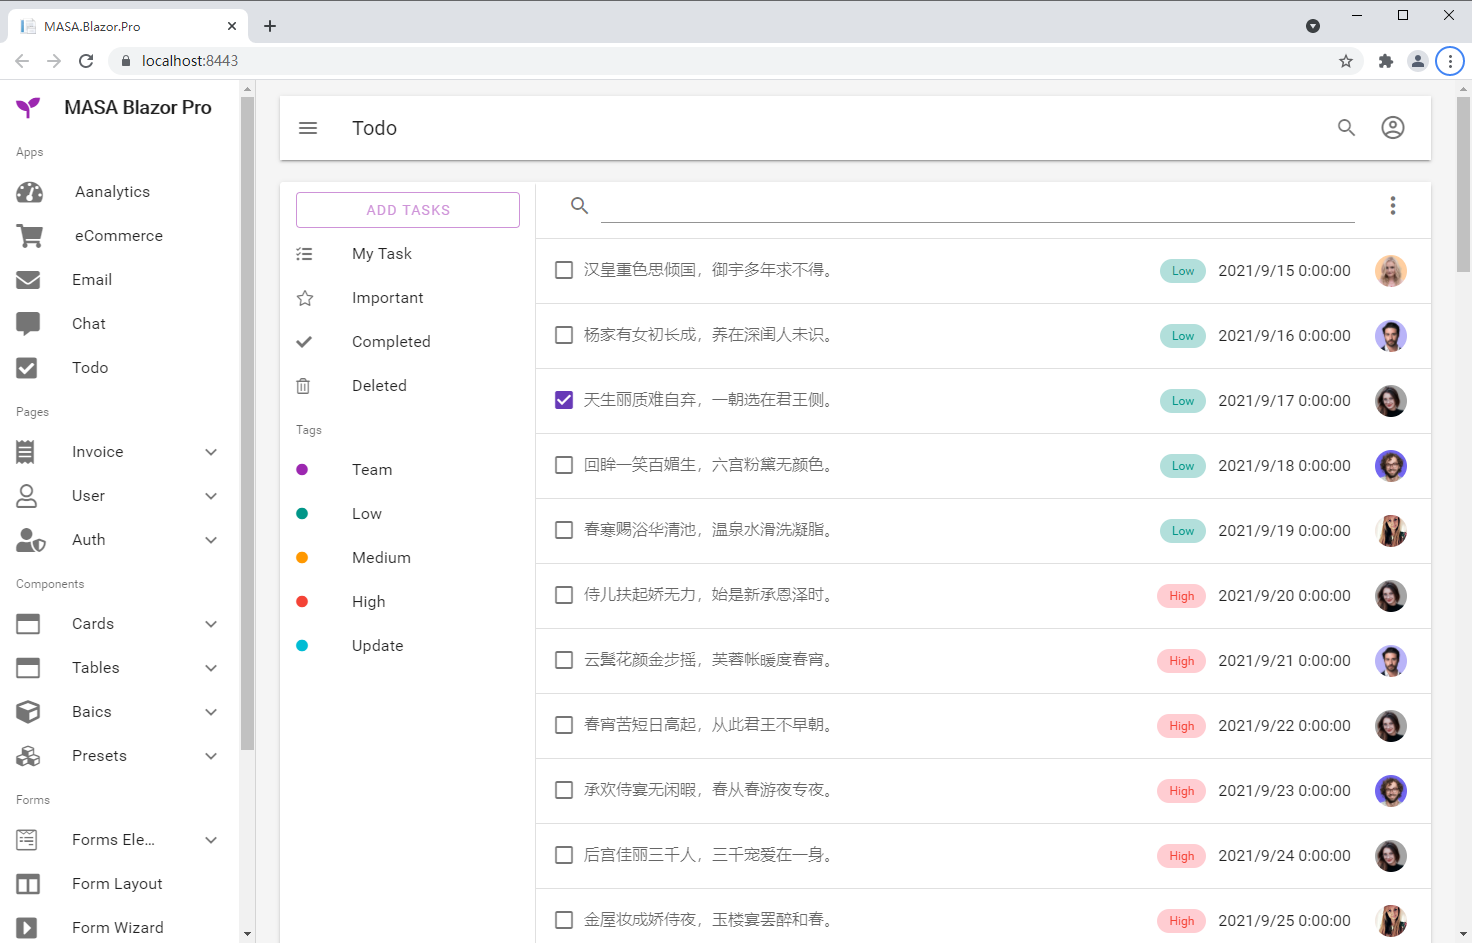 MASA.Blazor.Pro
localhost:8443
MASA Blazor Pro
Apps
Aanalytics
eCommerce
Email
Chat
Todo
Pages
Invoice
User
Auth
Components
Cards
Tables
Baics
Presets
Forms
Forms Ele...
Form Layout
Form Wizard
Todo
ADD TASKS
My Task
Important
Completed
Deleted
Tags
Team
Low
Medium
High
Update
汉皇重色思倾国，御宇多年求不得。 Low 2021/9/15 0:00:00
杨家有女初长成，养在深闺人未识。 Low 2021/9/16 0:00:00
天生丽质难自弃，一朝选在君王侧。 Low 2021/9/17 0:00:00
回眸一笑百媚生，六宫粉黛无颜色。 Low 2021/9/18 0:00:00
春寒赐浴华清池，温泉水滑洗凝脂。 Low 2021/9/19 0:00:00
侍儿扶起娇无力，始是新承恩泽时。 High 2021/9/20 0:00:00
云鬓花颜金步摇，芙蓉帐暖度春宵。 High 2021/9/21 0:00:00
春宵苦短日高起，从此君王不早朝。 High 2021/9/22 0:00:00
承欢侍宴无闲暇，春从春游夜专夜。 High 2021/9/23 0:00:00
后宫佳丽三千人，三千宠爱在一身。 High 2021/9/24 0:00:00
金屋妆成娇侍夜，玉楼宴罢醉和春。 High 2021/9/25 0:00:00